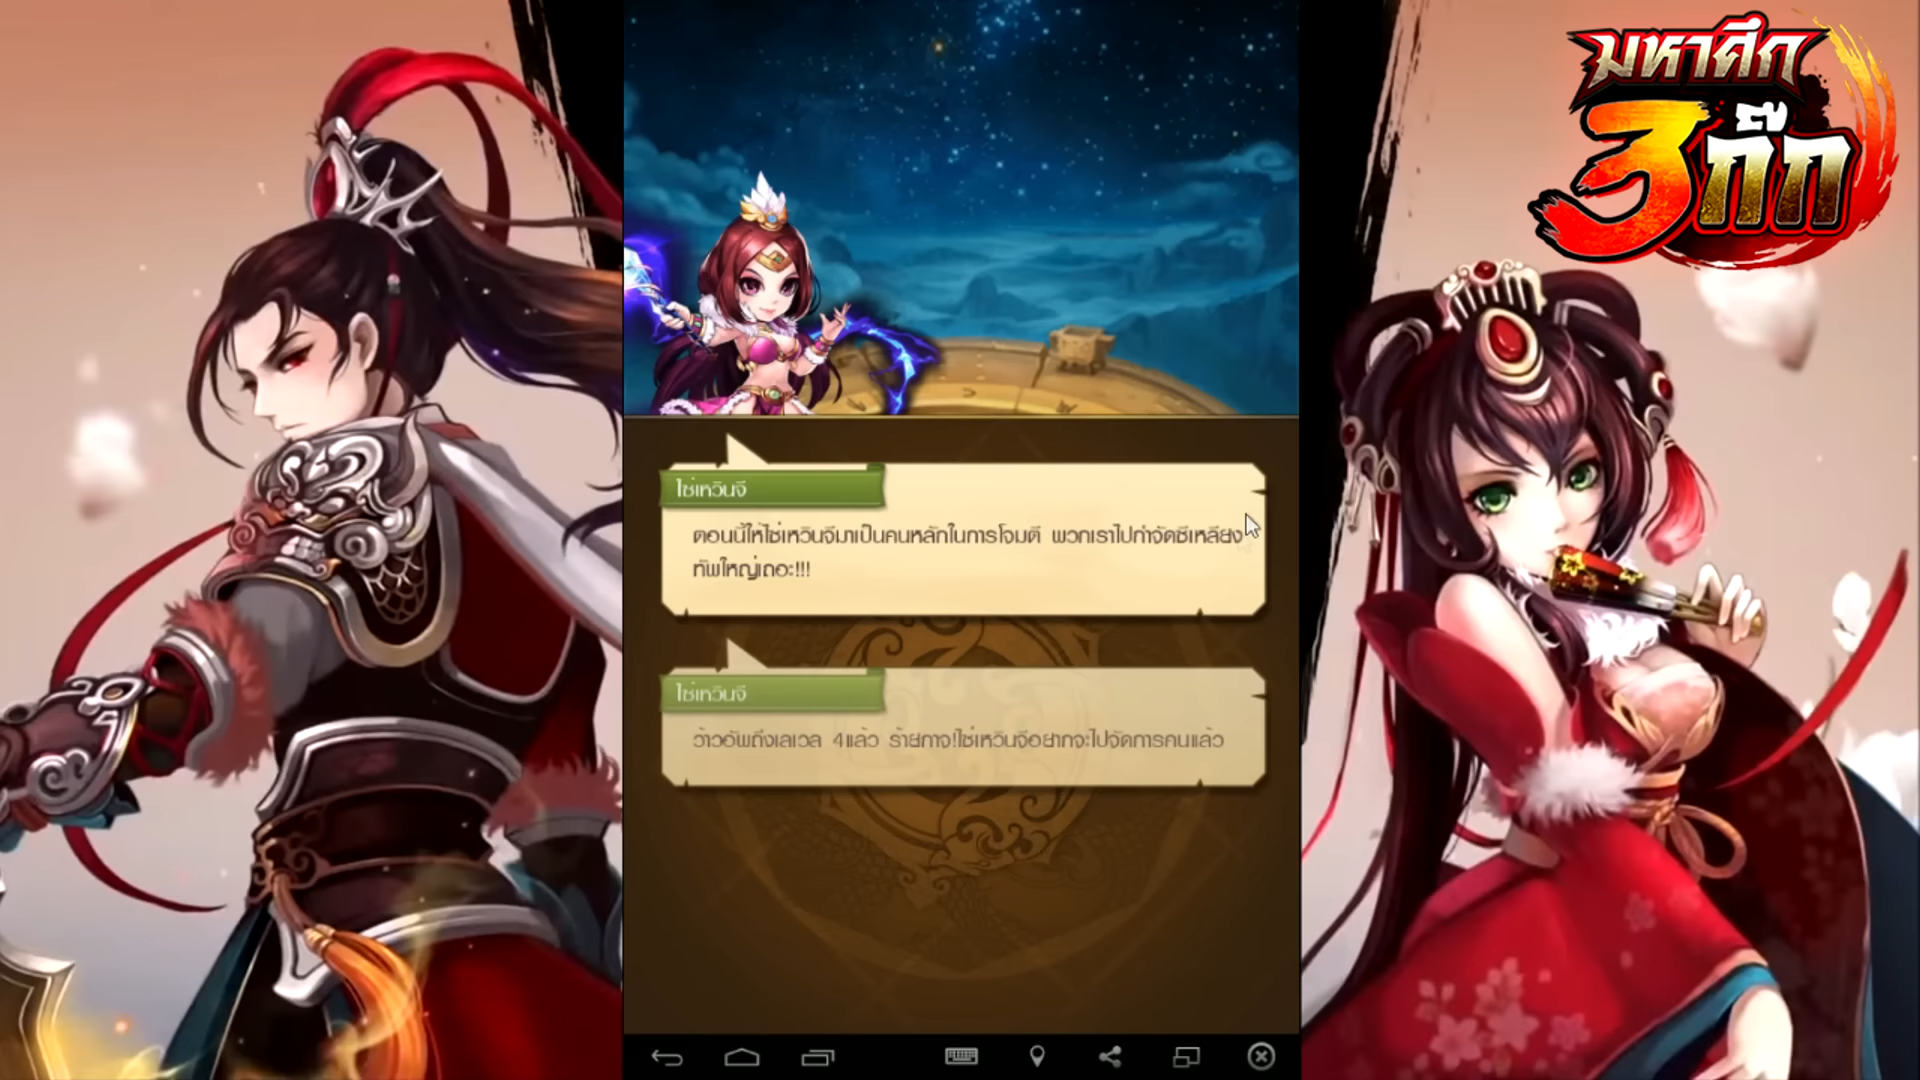 มหาศึก
3ก๊ก
ไช่เหวินจี
ตอนนี้ให้ไช่เหวินจีมาเป็นคนหลักในการโจมตี พวกเราไปกำจัดซีเหลียง
ทัพใหญ่เถอะ!!!
ไช่เหวินจี
ว้าวอัพถึงเลเวล 4แล้ว ร้ายกาจ!ไช่เหวินจีอยากจะไปจัดการคนแล้ว